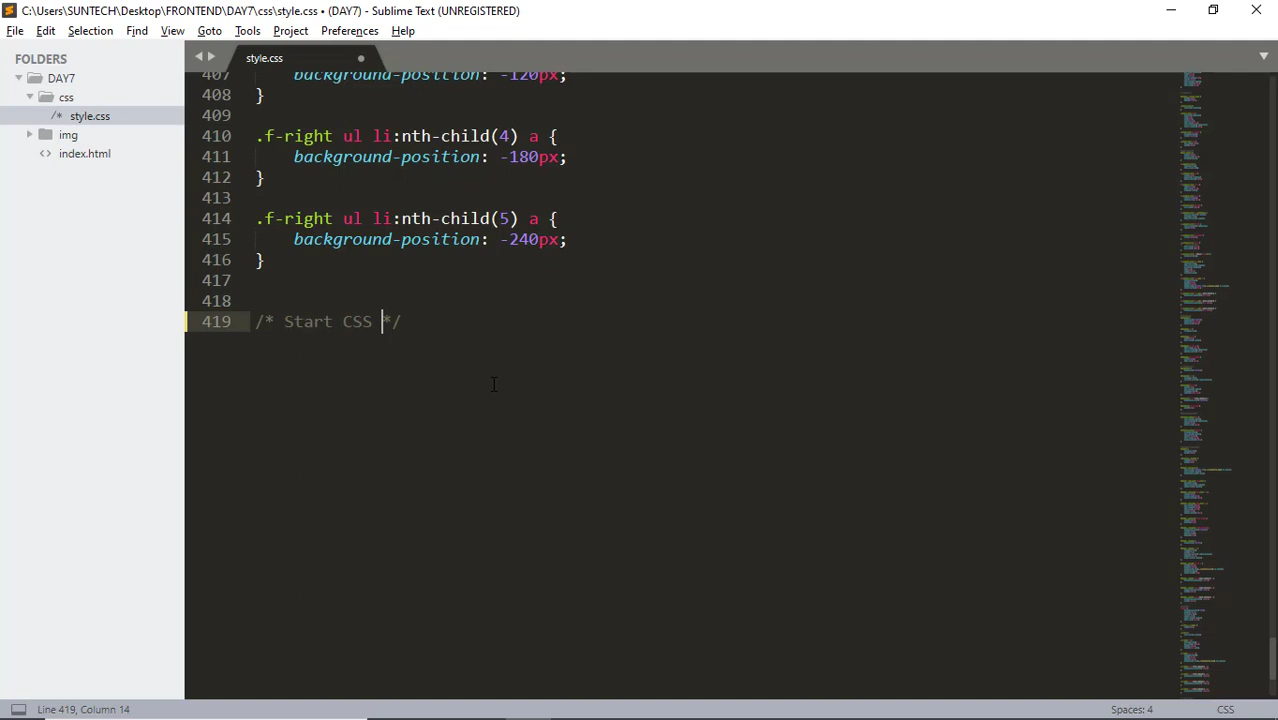 C:\Users\SUTECH\Desktop\FRONTEND\DAY7\css\style.css • (DAY7) - Sublime Text (UNREGISTERED)
File Edit Selection Find View Goto Tools Project Preferences Help
FOLDERS
DAY7
css
/* style.css
img
<> index.html
style.css
407 background-position: -120px;
408 }
409
410 .f-right ul li:nth-child(4) a {
411 background-position: -180px;
412 }
413
414 .f-right ul li:nth-child(5) a {
415 background-position: -240px;
416 }
417
418
419 /* Start CSS */
Line 419, Column 14
Spaces: 4
CSS